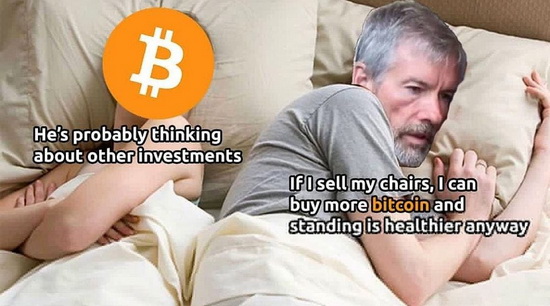 He's probably thinking
about other investments
If I sell my chairs, I can
buy more bitcoin and
standing is healthier anyway